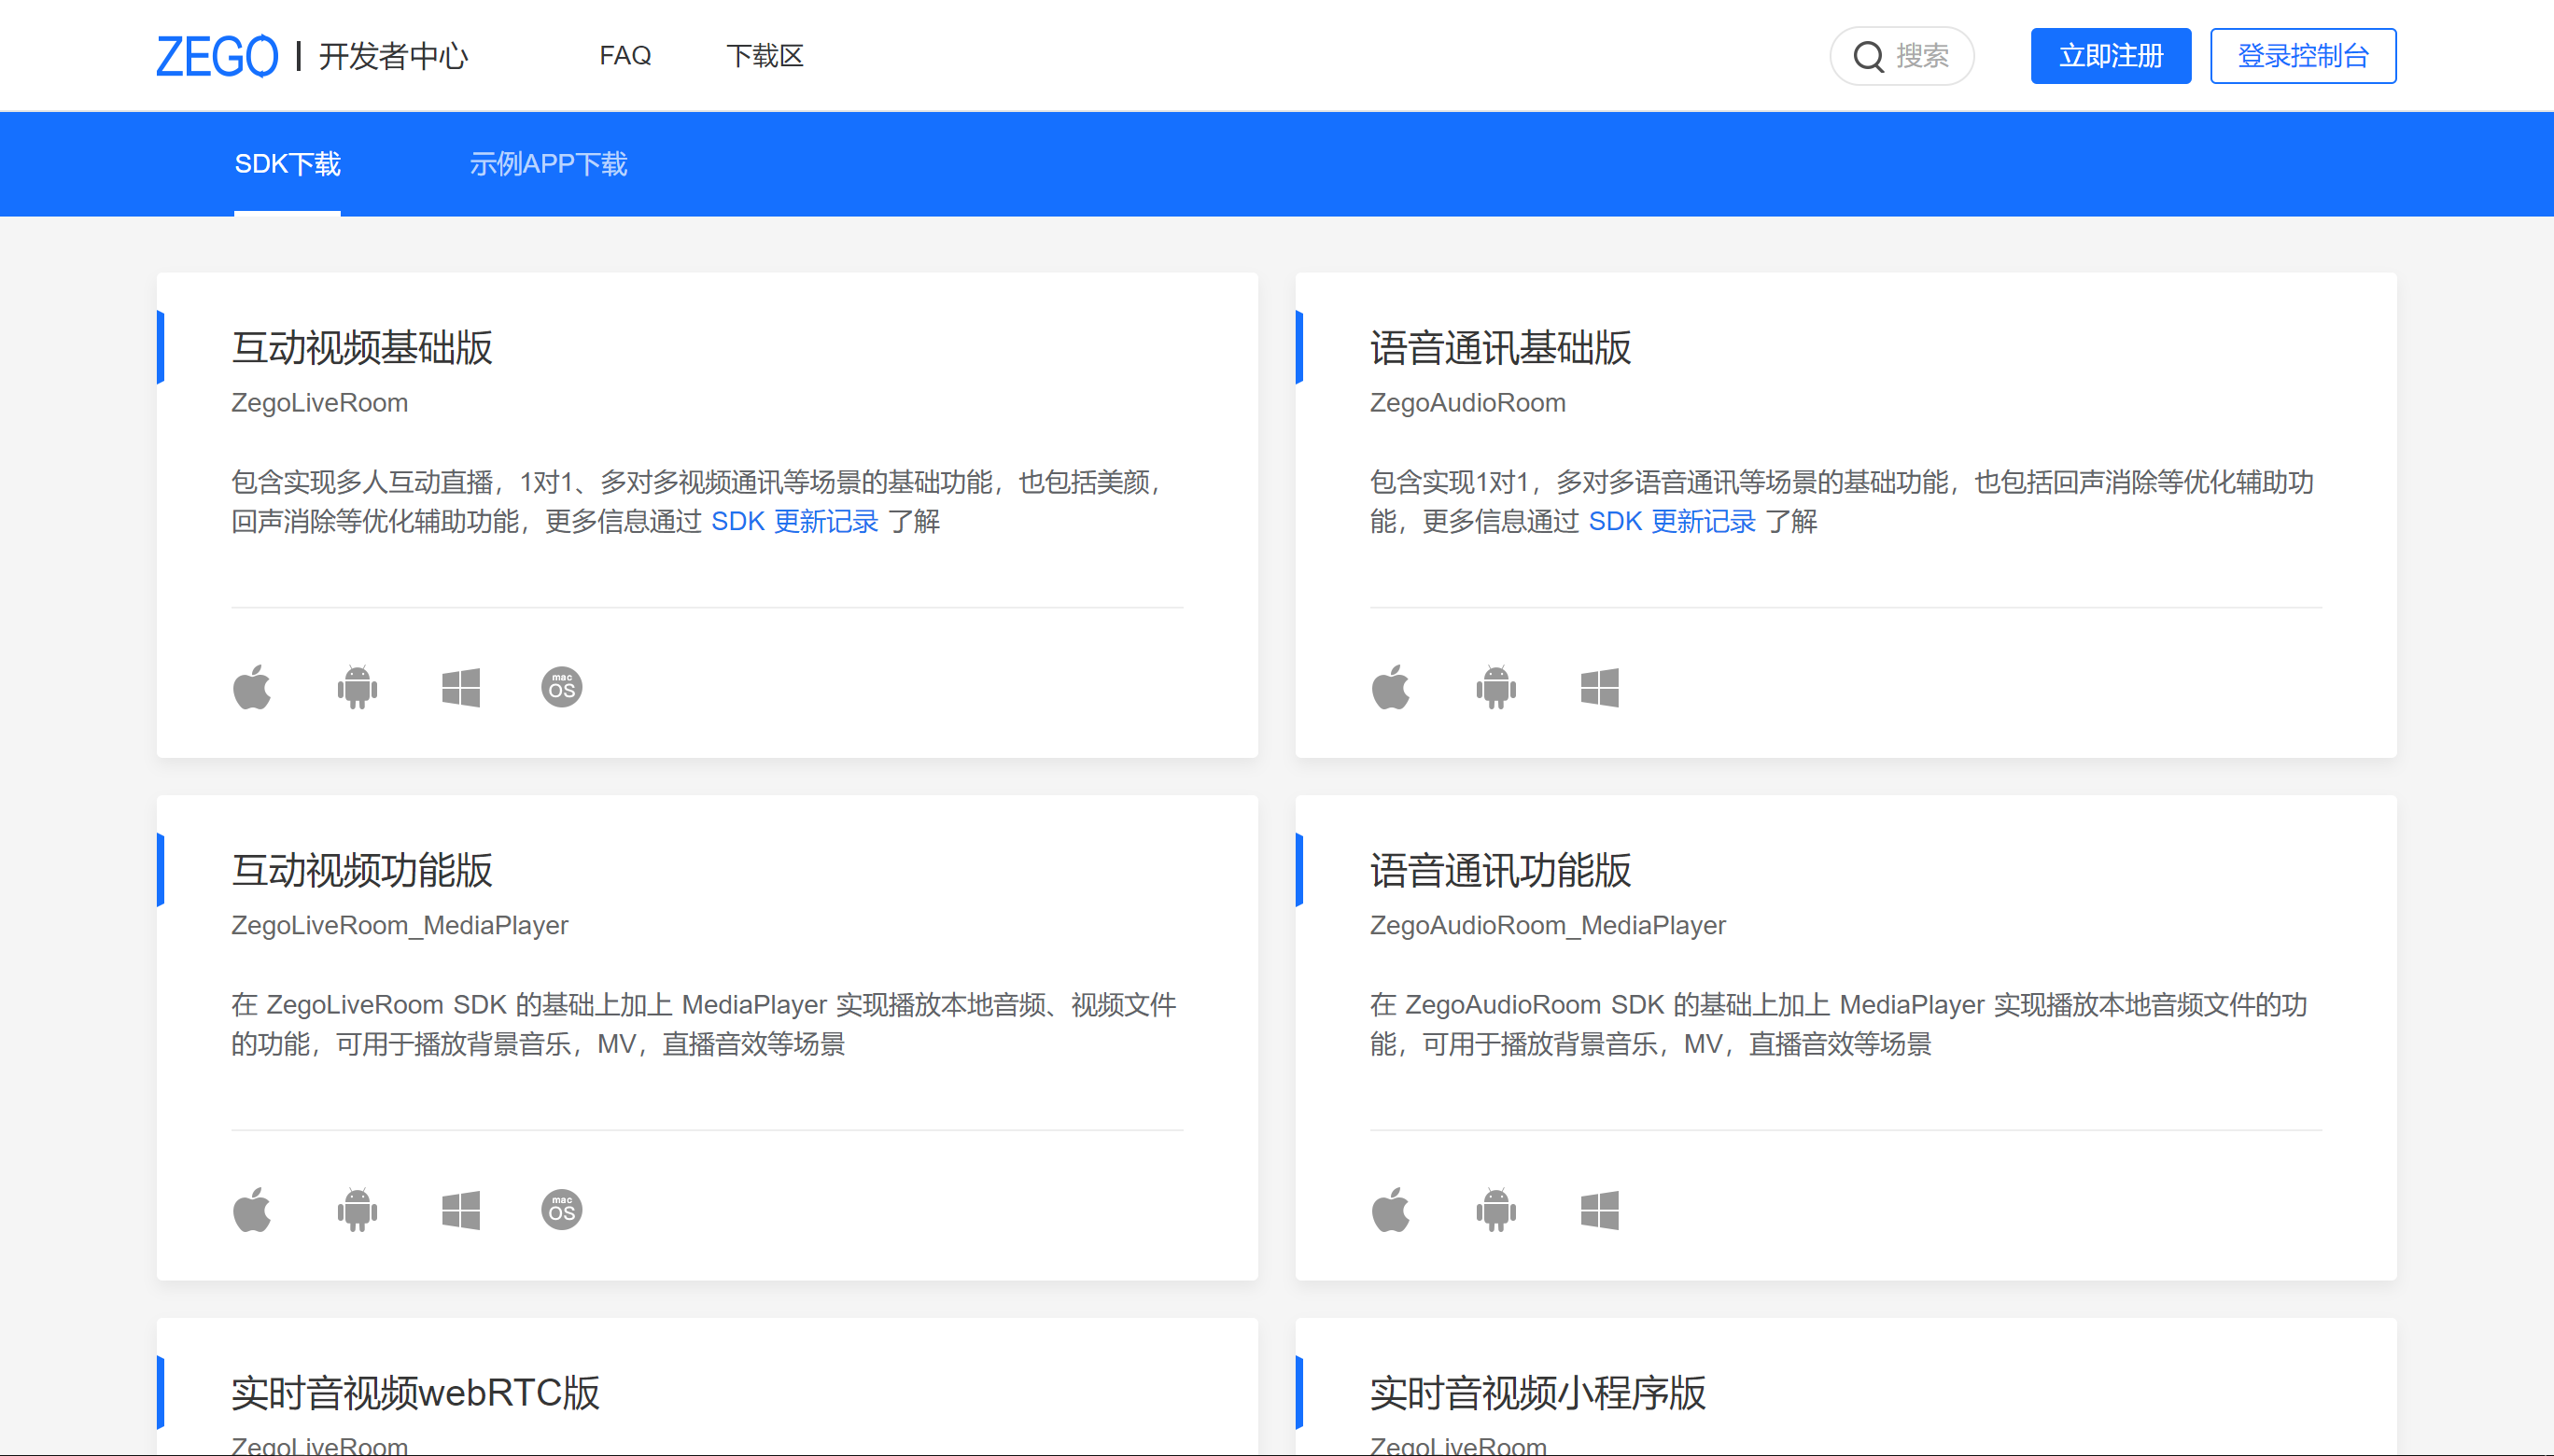 ZEGO | 开发者中心 FAQ 下载区 搜索 立即注册 登录控制台
SDK下载 示例APP下载
互动视频基础版
ZegoLiveRoom
包含实现多人互动直播，1对1、多对多视频通讯等场景的基础功能，也包括美颜，
回声消除等优化辅助功能，更多信息通过 SDK 更新记录 了解
mac
OS
语音通讯基础版
ZegoAudioRoom
包含实现1对1，多对多语音通讯等场景的基础功能，也包括回声消除等优化辅助功
能，更多信息通过 SDK 更新记录 了解
互动视频功能版
ZegoLiveRoom_MediaPlayer
在 ZegoLiveRoom SDK 的基础上加上 MediaPlayer 实现播放本地音频、视频文件
的功能，可用于播放背景音乐，MV，直播音效等场景
mac
OS
语音通讯功能版
ZegoAudioRoom_MediaPlayer
在 ZegoAudioRoom SDK 的基础上加上 MediaPlayer 实现播放本地音频文件的功
能，可用于播放背景音乐，MV，直播音效等场景
实时音视频webRTC版
ZegoLiveRoom
实时音视频小程序版
ZegoLiveRoom